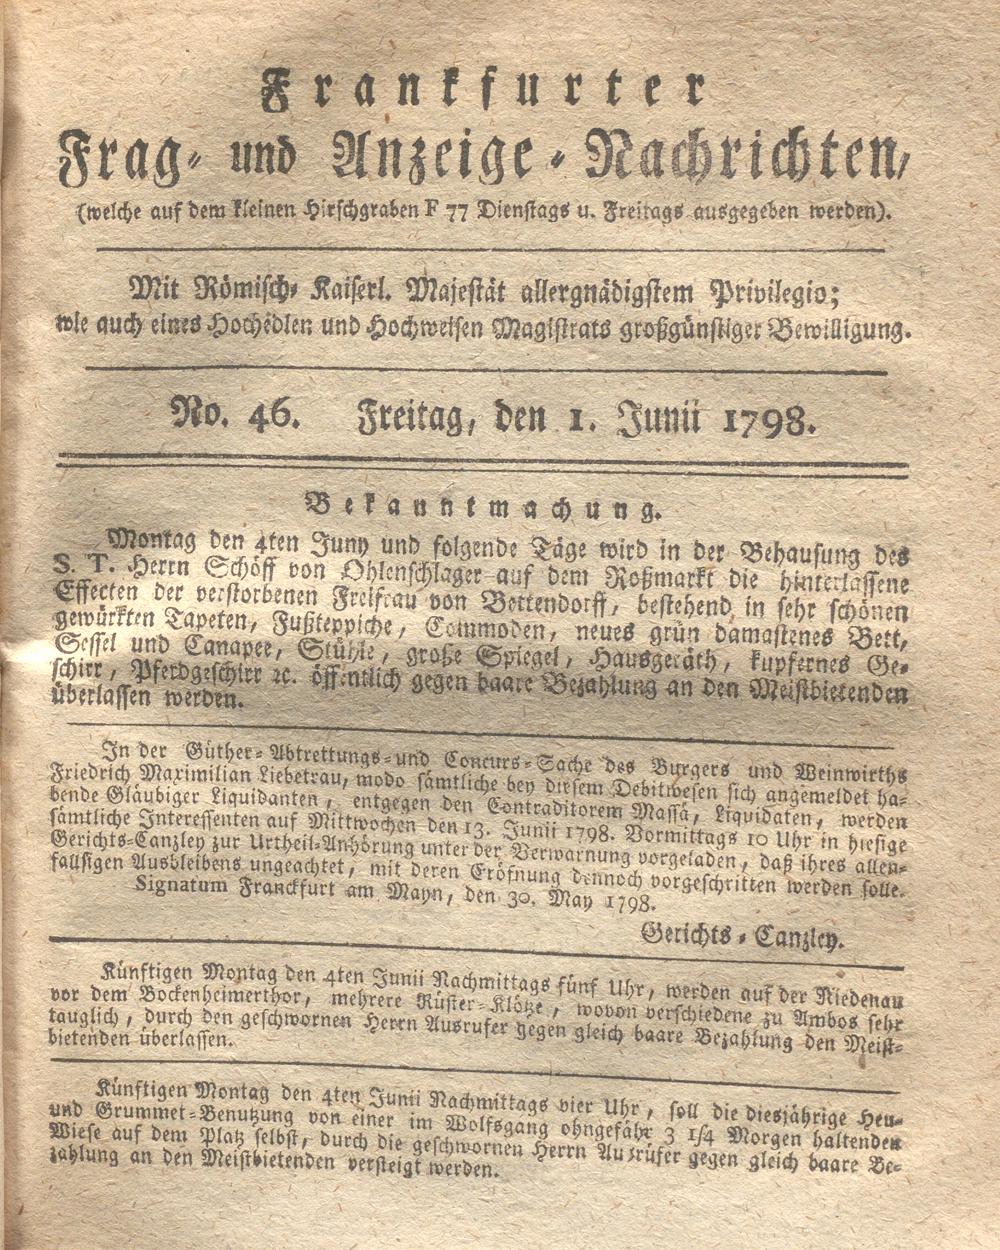 Frankfurter
Frag- und Anzeige-Nachrichten,
(welche auf dem kleinen Hirschgraben F 77 Dienstags u. Freitags ausgegeben werden).
Mit Römisch- Kaiserl. Majestät allergnädigstem Privilegio;
wie auch eines Hochedlen und Hochweisen Magistrats großgünstiger Bewilligung.
No. 46. Freitag, den 1. Junii 1798.
Bekanntmachung.
Montag den 4ten Juny und folgende Täge wird in der Behausung des
S. T. Herrn Schöff von Ohlenschlager auf dem Roßmarkt die hinterlassene
Effecten der verstorbenen Freifrau von Bettendorff, bestehend in sehr schönen
gewürkten Tapeten, Fußteppiche, Commoden, neues grün damastenes Bett,
Sessel und Canapee, Stühle, große Spiegel, Hausgeräth, kupfernes Ge-
schirr, Pferdgeschirr ꝛc. öffentlich gegen baare Bezahlung an den Meistbietenden
überlassen werden.
In der Güther-Abtrettungs-und Concurs-Sache des Burgers und Weinwirths
Friedrich Maximilian Liebetrau, modo sämtliche bey diesem Debitwesen sich angemeldet ha-
bende Gläubiger Liquidanten, entgegen den Contraditorem Massä, Liquidaten, werden
sämtliche Interessenten auf Mittwochen den 13. Junii 1798. Vormittags 10 Uhr in hiesige
Gerichts-Canzley zur Urtheil-Anhörung unter der Verwarnung vorgeladen, daß ihres allen-
fallsigen Ausbleibens ungeachtet, mit deren Eröfnung dennoch vorgeschritten werden solle.
Signatum Franckfurt am Mayn, den 30. May 1798.
Gerichts-Canzley.
Künftigen Montag den 4ten Junii Nachmittags fünf Uhr, werden auf der Riedenau
vor dem Bockenheimerthor, mehrere Rüster-Klötze, wovon verschiedene zu Ambos sehr
tauglich, durch den geschwornen Herrn Ausrufer gegen gleich baare Bezahlung den Meist-
bietenden überlassen.
Künftigen Montag den 4ten Junii Nachmittags vier Uhr, soll die diesjährige Heu-
und Grummet-Benutzung von einer im Wolfsgang ohngefähr 3 1/4 Morgen haltenden
Wiese auf dem Platz selbst, durch die geschwornen Herrn Ausrüfer gegen gleich baare Be-
zahlung an den Meistbietenden versteigt werden.